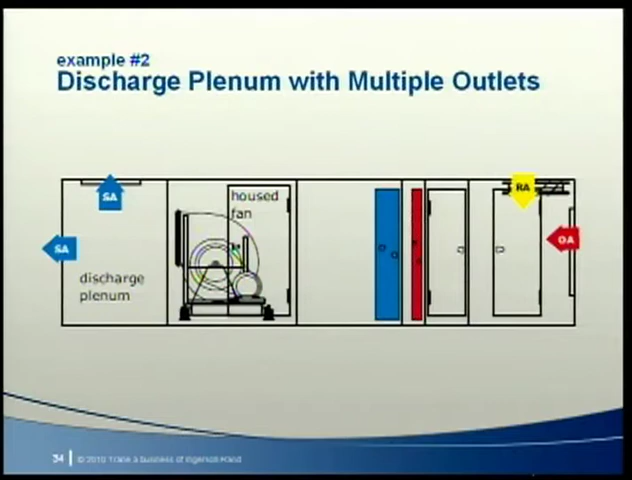 example #2
Discharge Plenum with Multiple Outlets
SA
housed
fan
RA
SA
OA
discharge
plenum
34
© 2010 Trane a business of Ingersoll-Rand